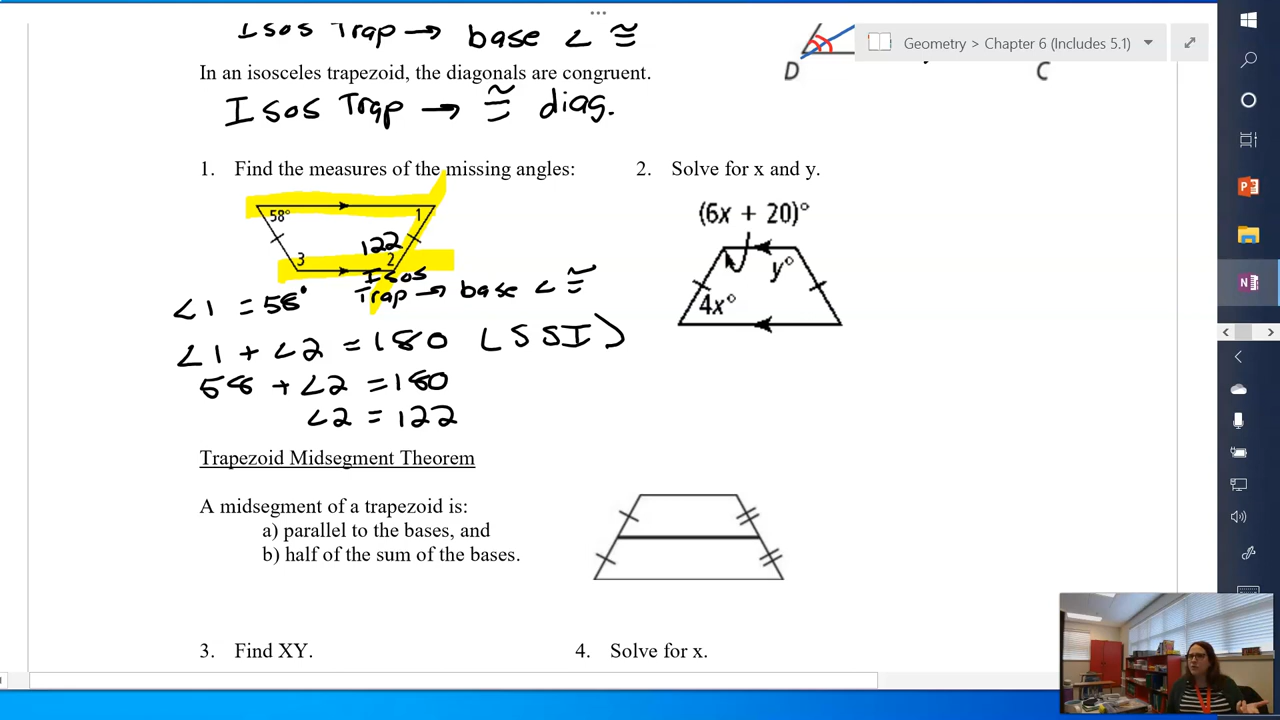 Isos Trap → base ∠ ≅
Geometry > Chapter 6 (Includes 5.1)
D
C
In an isosceles trapezoid, the diagonals are congruent.
Isos Trap → ≅ diag.
1. Find the measures of the missing angles:
58°
1
122
3
2
Isos
Trap → base ∠ ≅
∠1 = 58°
∠1 + ∠2 = 180 (SSI)
58 + ∠2 = 180
∠2 = 122
2. Solve for x and y.
(6x + 20)°
y°
4x°
Trapezoid Midsegment Theorem
A midsegment of a trapezoid is:
a) parallel to the bases, and
b) half of the sum of the bases.
3. Find XY.
4. Solve for x.